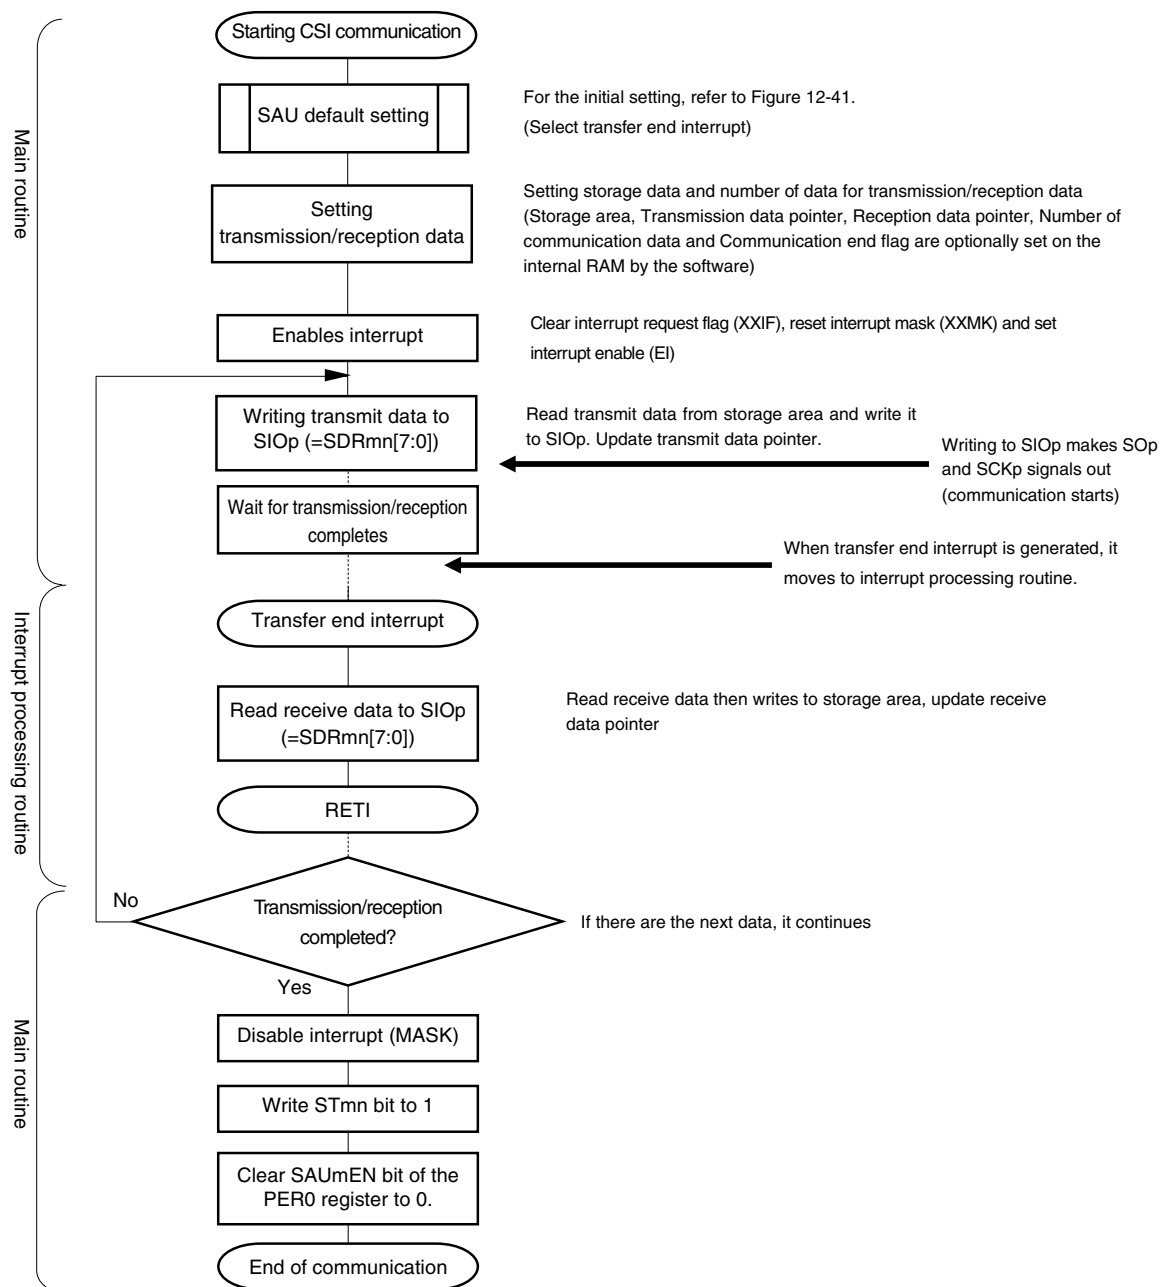 Starting CSI communication
SAU default setting
For the initial setting, refer to Figure 12-41.
(Select transfer end interrupt)
Main routine
Setting
transmission/reception data
Setting storage data and number of data for transmission/reception data
(Storage area, Transmission data pointer, Reception data pointer, Number of
communication data and Communication end flag are optionally set on the
internal RAM by the software)
Enables interrupt
Clear interrupt request flag (XXIF), reset interrupt mask (XXMK) and set
interrupt enable (EI)
Writing transmit data to
SIOp (=SDRmn[7:0])
Read transmit data from storage area and write it
to SIOp. Update transmit data pointer.
Writing to SIOp makes SOp
and SCKp signals out
(communication starts)
Wait for transmission/reception
completes
When transfer end interrupt is generated, it
moves to interrupt processing routine.
Interrupt processing routine
Transfer end interrupt
Read receive data to SIOp
(=SDRmn[7:0])
Read receive data then writes to storage area, update receive
data pointer
RETI
No
Transmission/reception
completed?
If there are the next data, it continues
Yes
Main routine
Disable interrupt (MASK)
Write STmn bit to 1
Clear SAUmEN bit of the
PER0 register to 0.
End of communication